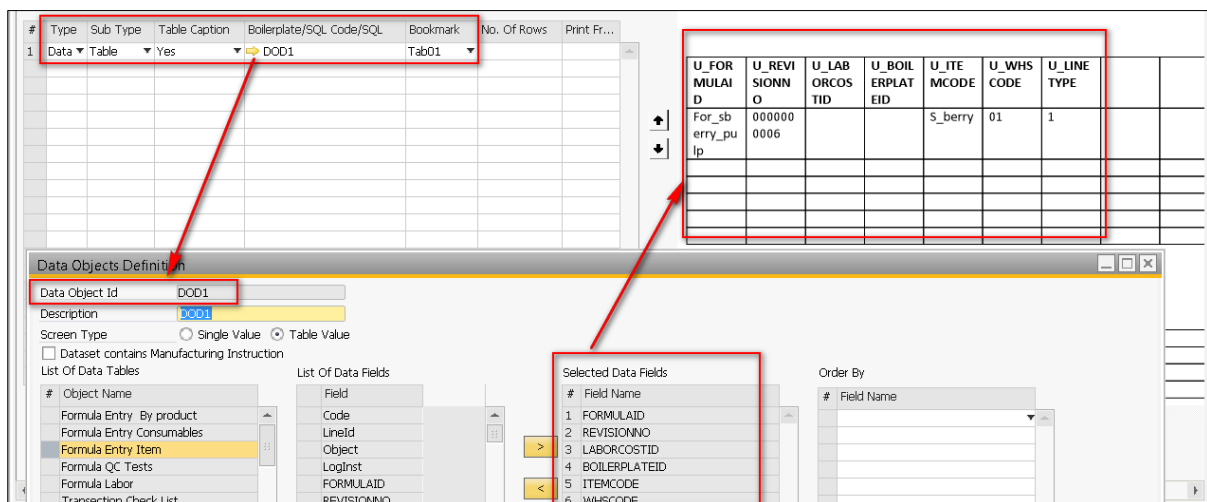 # Type Sub Type Table Caption Boilerplate/SQL Code/SQL Bookmark No. Of Rows Print Fr...
1 Data Table Yes DOD1 Tab01
U_FOR U_REVI U_LAB U_BOIL U_ITE U_WHS U_LINE
MULAI SIONN ORCOS ERPLAT MCODE CODE TYPE
D O TID EID
For_sb 000000 S_berry 01 1
erry_pu 0006
lp
Data Objects Definition
Data Object Id DOD1
Description DOD1
Screen Type Single Value Table Value
Dataset contains Manufacturing Instruction
List Of Data Tables List Of Data Fields Selected Data Fields Order By
# Object Name Field # Field Name # Field Name
Formula Entry By product Code 1 FORMULAID
Formula Entry Consumables LineId 2 REVISIONNO
Formula Entry Item Object > 3 LABORCOSTID
Formula QC Tests LogInst 4 BOILERPLATEID
Formula Labor FORMULAID < 5 ITEMCODE
Transection Check List REVISIONNO 6 WHSCODE